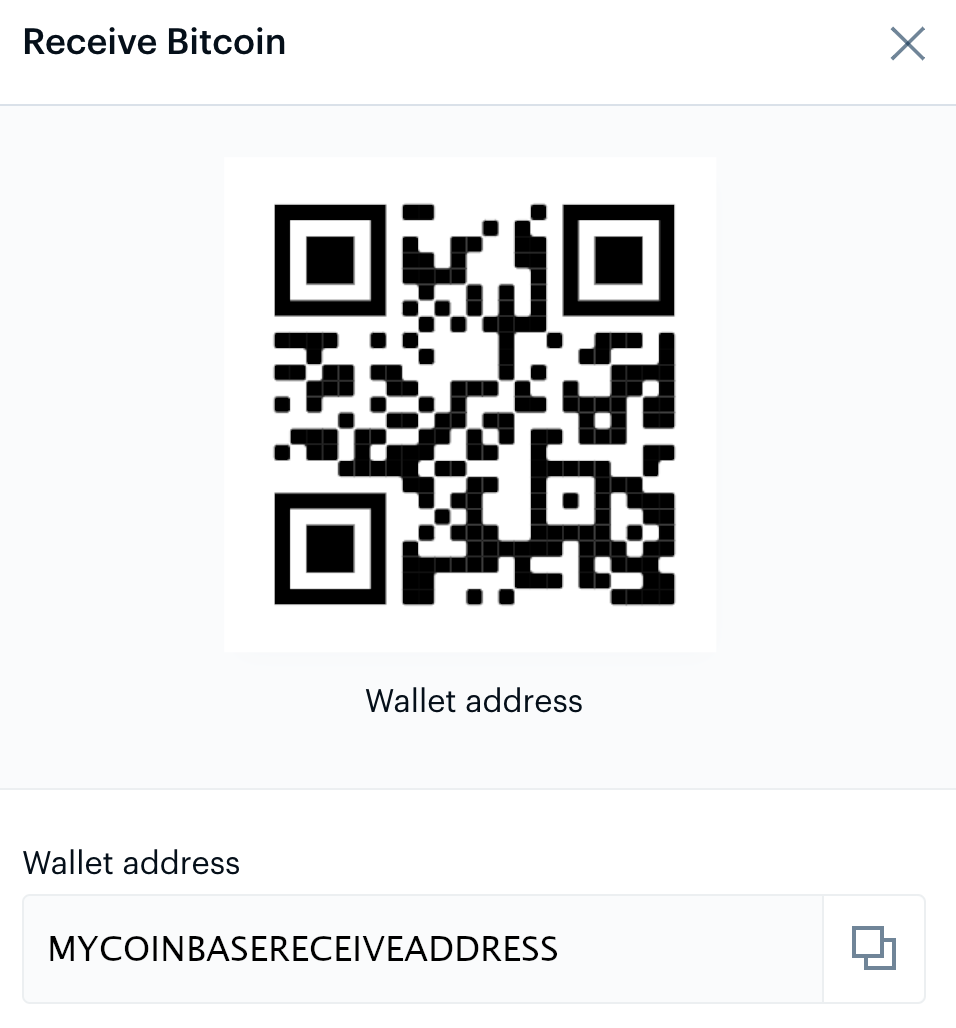 Receive Bitcoin
Wallet address
Wallet address
MYCOINBASERECEIVEADDRESS